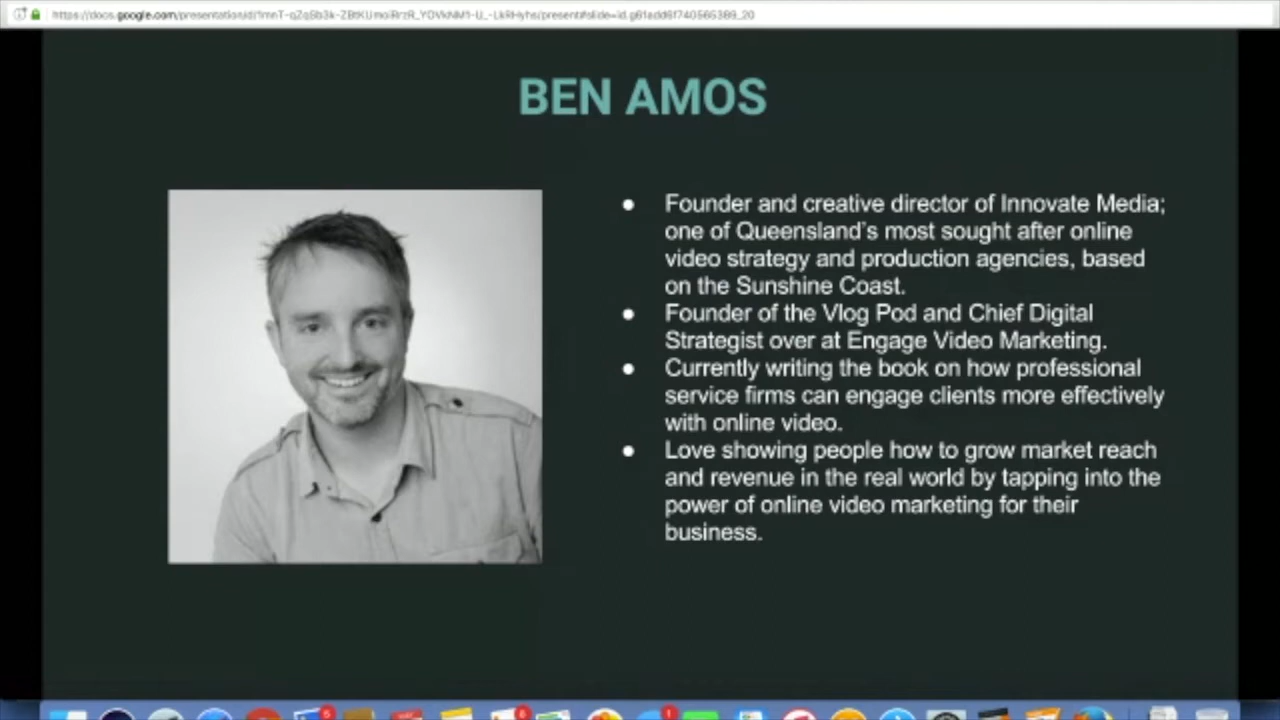 BEN AMOS
● Founder and creative director of Innovate Media;
one of Queensland's most sought after online
video strategy and production agencies, based
on the Sunshine Coast.
● Founder of the Vlog Pod and Chief Digital
Strategist over at Engage Video Marketing.
● Currently writing the book on how professional
service firms can engage clients more effectively
with online video.
● Love showing people how to grow market reach
and revenue in the real world by tapping into the
power of online video marketing for their
business.